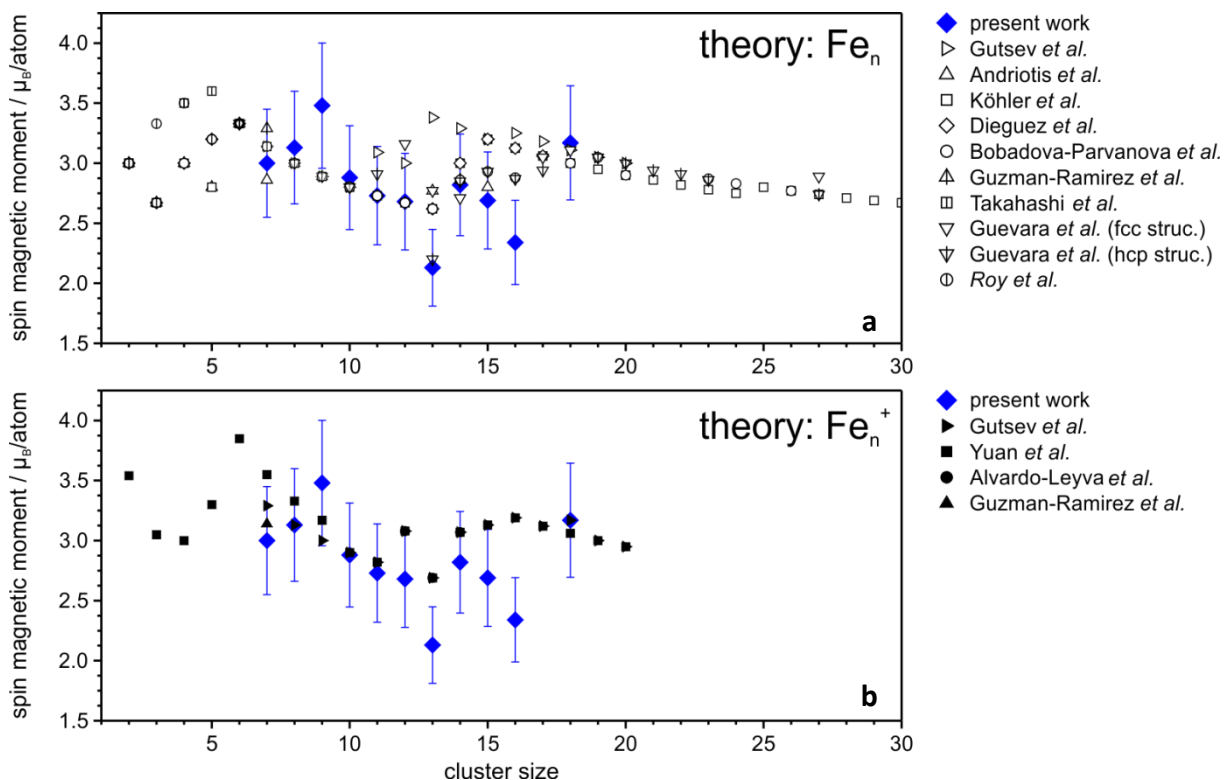 spin magnetic moment / μB/atom
4.0
3.5
3.0
2.5
2.0
1.5
theory: Fen
a
5
10
15
20
25
30
present work
Gutsev et al.
Andriotis et al.
Köhler et al.
Dieguez et al.
Bobadova-Parvanova et al.
Guzman-Ramirez et al.
Takahashi et al.
Guevara et al. (fcc struc.)
Guevara et al. (hcp struc.)
Roy et al.
spin magnetic moment / μB/atom
4.0
3.5
3.0
2.5
2.0
1.5
theory: Fen+
b
5
10
15
20
25
30
cluster size
present work
Gutsev et al.
Yuan et al.
Alvardo-Leyva et al.
Guzman-Ramirez et al.